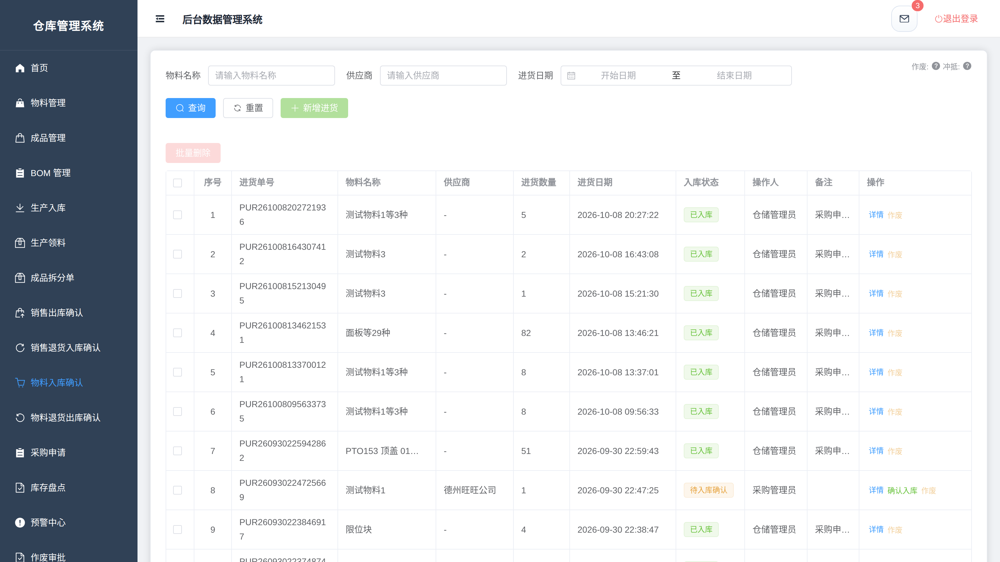 仓库管理系统
首页
物料管理
成品管理
BOM 管理
生产入库
生产领料
成品拆分单
销售出库确认
销售退货入库确认
物料入库确认
物料退货出库确认
采购申请
库存盘点
预警中心
作废审批
后台数据管理系统
3
退出登录
作废: ? 冲抵: ?
物料名称 请输入物料名称 供应商 请输入供应商 进货日期 开始日期 至 结束日期
查询 重置 新增进货
批量删除
序号 进货单号 物料名称 供应商 进货数量 进货日期 入库状态 操作人 备注 操作
1 PUR26100820272193
6 测试物料1等3种 - 5 2026-10-08 20:27:22 已入库 仓储管理员 采购申… 详情 作废
2 PUR26100816430741
2 测试物料3 - 2 2026-10-08 16:43:08 已入库 仓储管理员 采购申… 详情 作废
3 PUR26100815213049
5 测试物料3 - 1 2026-10-08 15:21:30 已入库 仓储管理员 采购申… 详情 作废
4 PUR26100813462153
1 面板等29种 - 82 2026-10-08 13:46:21 已入库 仓储管理员 采购申… 详情 作废
5 PUR26100813370012
1 测试物料1等3种 - 8 2026-10-08 13:37:01 已入库 仓储管理员 采购申… 详情 作废
6 PUR26100809563373
5 测试物料1等3种 - 8 2026-10-08 09:56:33 已入库 仓储管理员 采购申… 详情 作废
7 PUR26093022594286
2 PTO153 顶盖 01… - 51 2026-09-30 22:59:43 已入库 仓储管理员 采购申… 详情 作废
8 PUR26093022472566
9 测试物料1 德州旺旺公司 1 2026-09-30 22:47:25 待入库确认 采购管理员 详情 确认入库 作废
9 PUR26093022384691
7 限位块 - 4 2026-09-30 22:38:47 已入库 仓储管理员 采购申… 详情 作废
PUR26093022374874